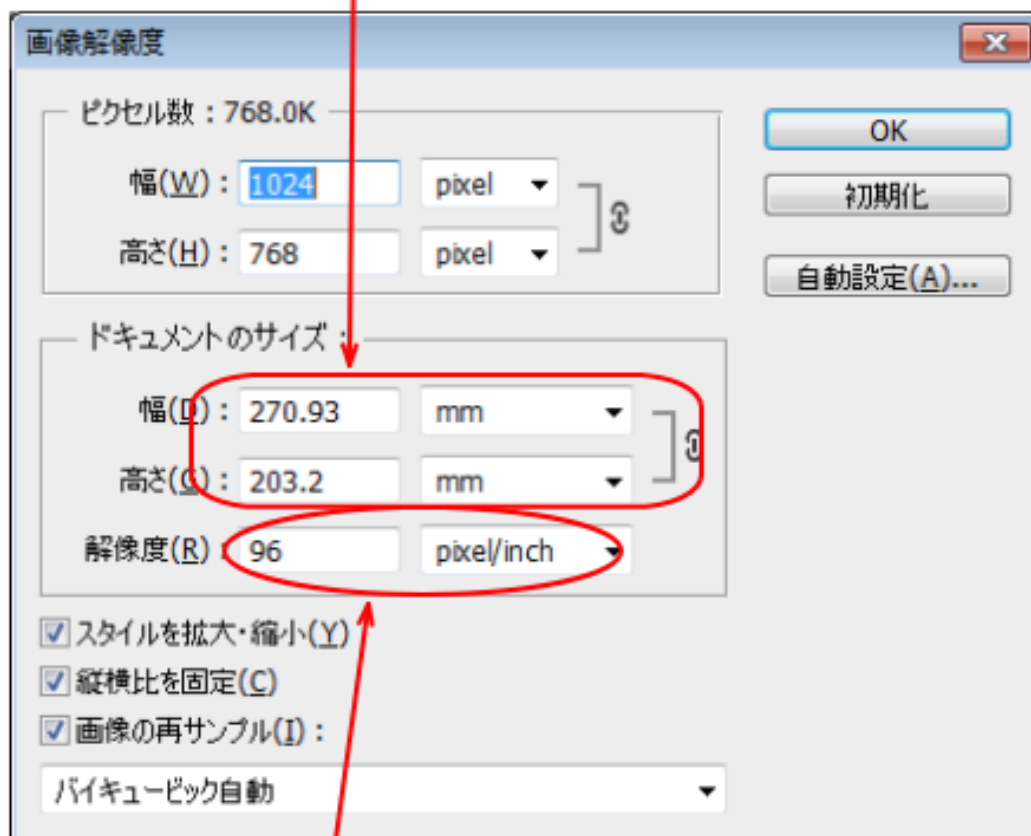 画像解像度
ピクセル数：768.0K
OK
幅(W)： 1024 pixel
初期化
高さ(H)： 768 pixel
自動設定(A)...
ドキュメントのサイズ：
幅(D)： 270.93 mm
高さ(G)： 203.2 mm
解像度(R)： 96 pixel/inch
スタイルを拡大・縮小(Y)
縦横比を固定(C)
画像の再サンプル(I)：
バイキュービック自動